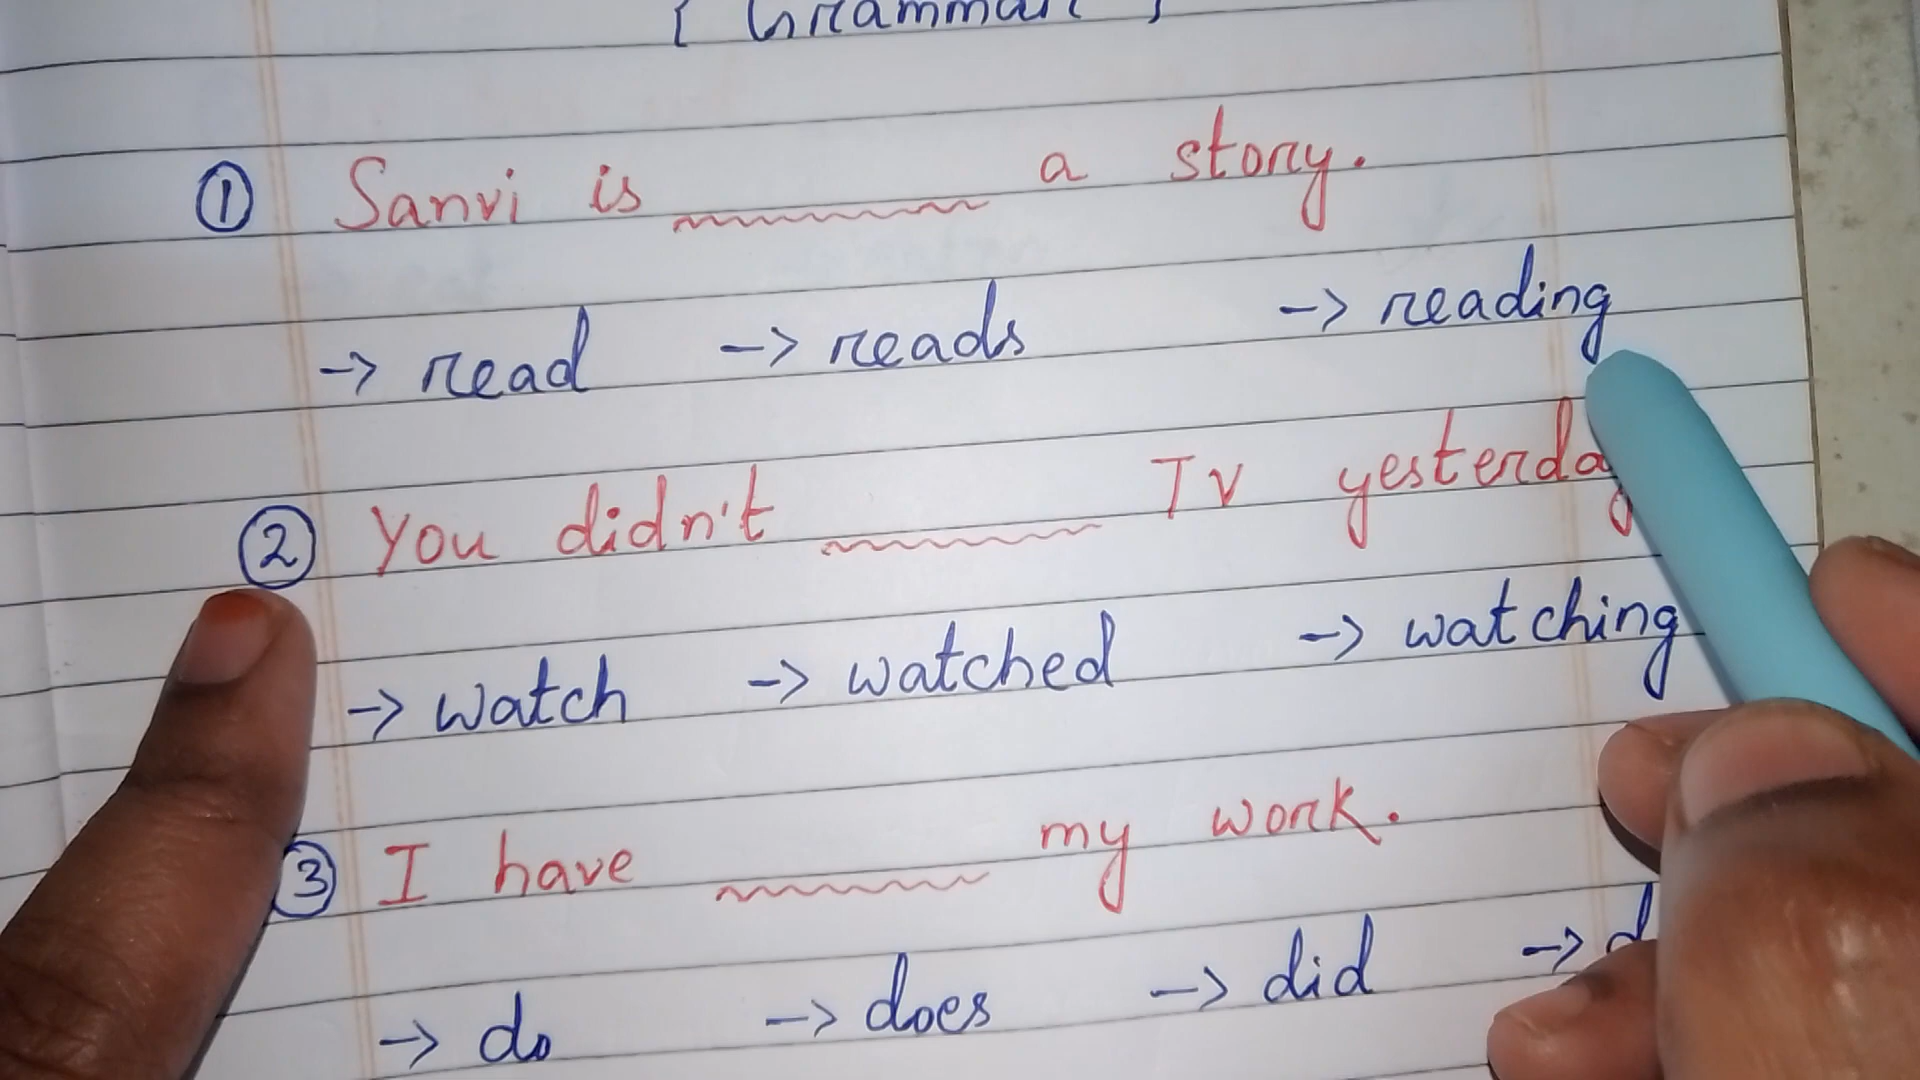 [ Grammar ]
① Sanvi is ______ a story.
→ read → reads → reading
② You didn't ______ TV yesterday
→ watch → watched → watching
③ I have ______ my work.
→ do → does → did →